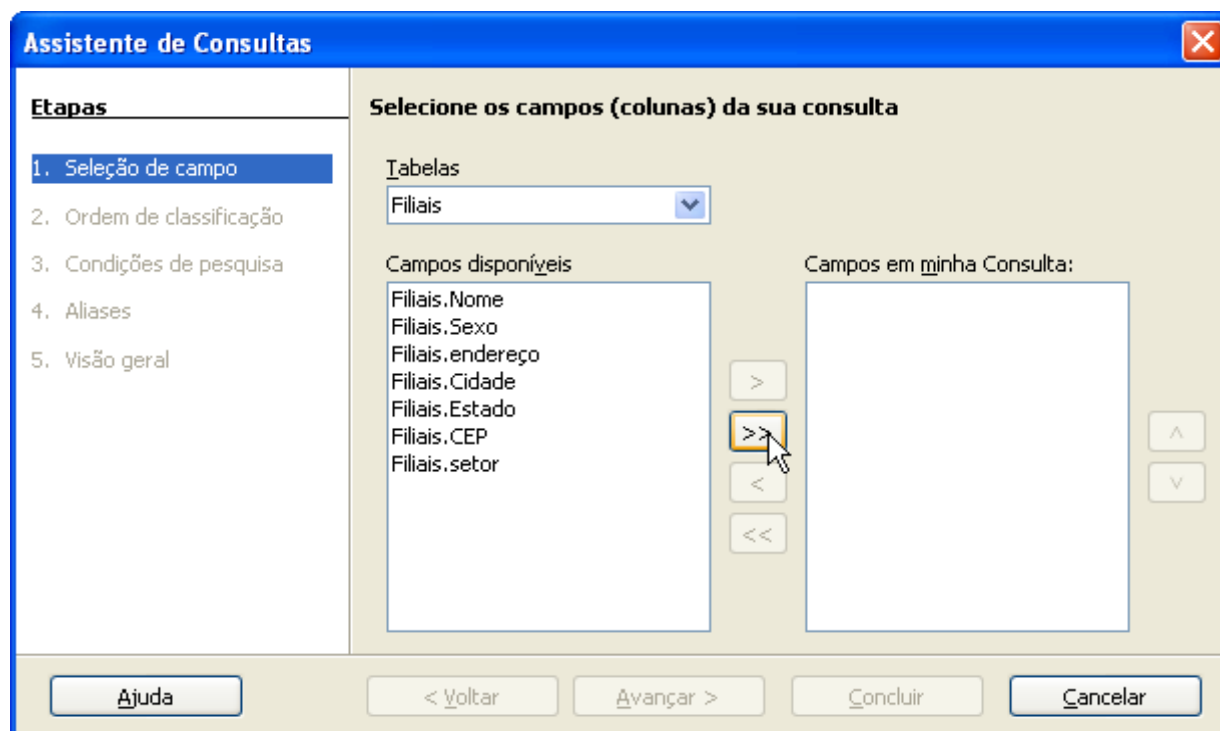 Assistente de Consultas
Etapas
1. Seleção de campo
2. Ordem de classificação
3. Condições de pesquisa
4. Aliases
5. Visão geral
Selecione os campos (colunas) da sua consulta
Tabelas
Filiais
Campos disponíveis
Filiais.Nome
Filiais.Sexo
Filiais.endereço
Filiais.Cidade
Filiais.Estado
Filiais.CEP
Filiais.setor
>
>>
<
<<
Campos em minha Consulta:
Ajuda
< Voltar
Avançar >
Concluir
Cancelar